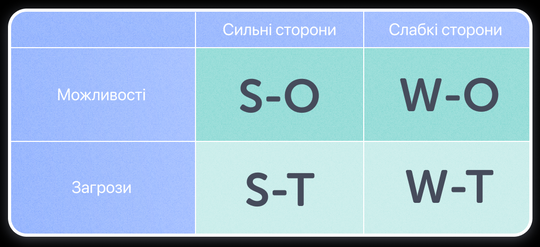 Сильні сторони Слабкі сторони
Можливості S-O W-O
Загрози S-T W-T